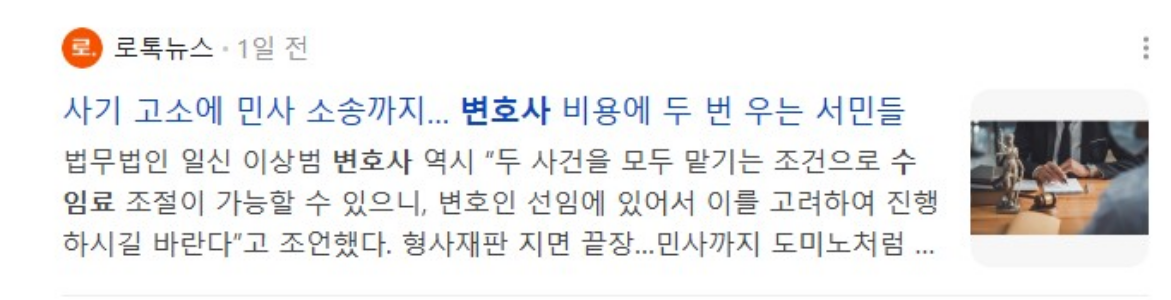 로. 로톡뉴스 · 1일 전
사기 고소에 민사 소송까지... 변호사 비용에 두 번 우는 서민들
법무법인 일신 이상범 변호사 역시 "두 사건을 모두 맡기는 조건으로 수
임료 조절이 가능할 수 있으니, 변호인 선임에 있어서 이를 고려하여 진행
하시길 바란다"고 조언했다. 형사재판 지면 끝장...민사까지 도미노처럼 ...